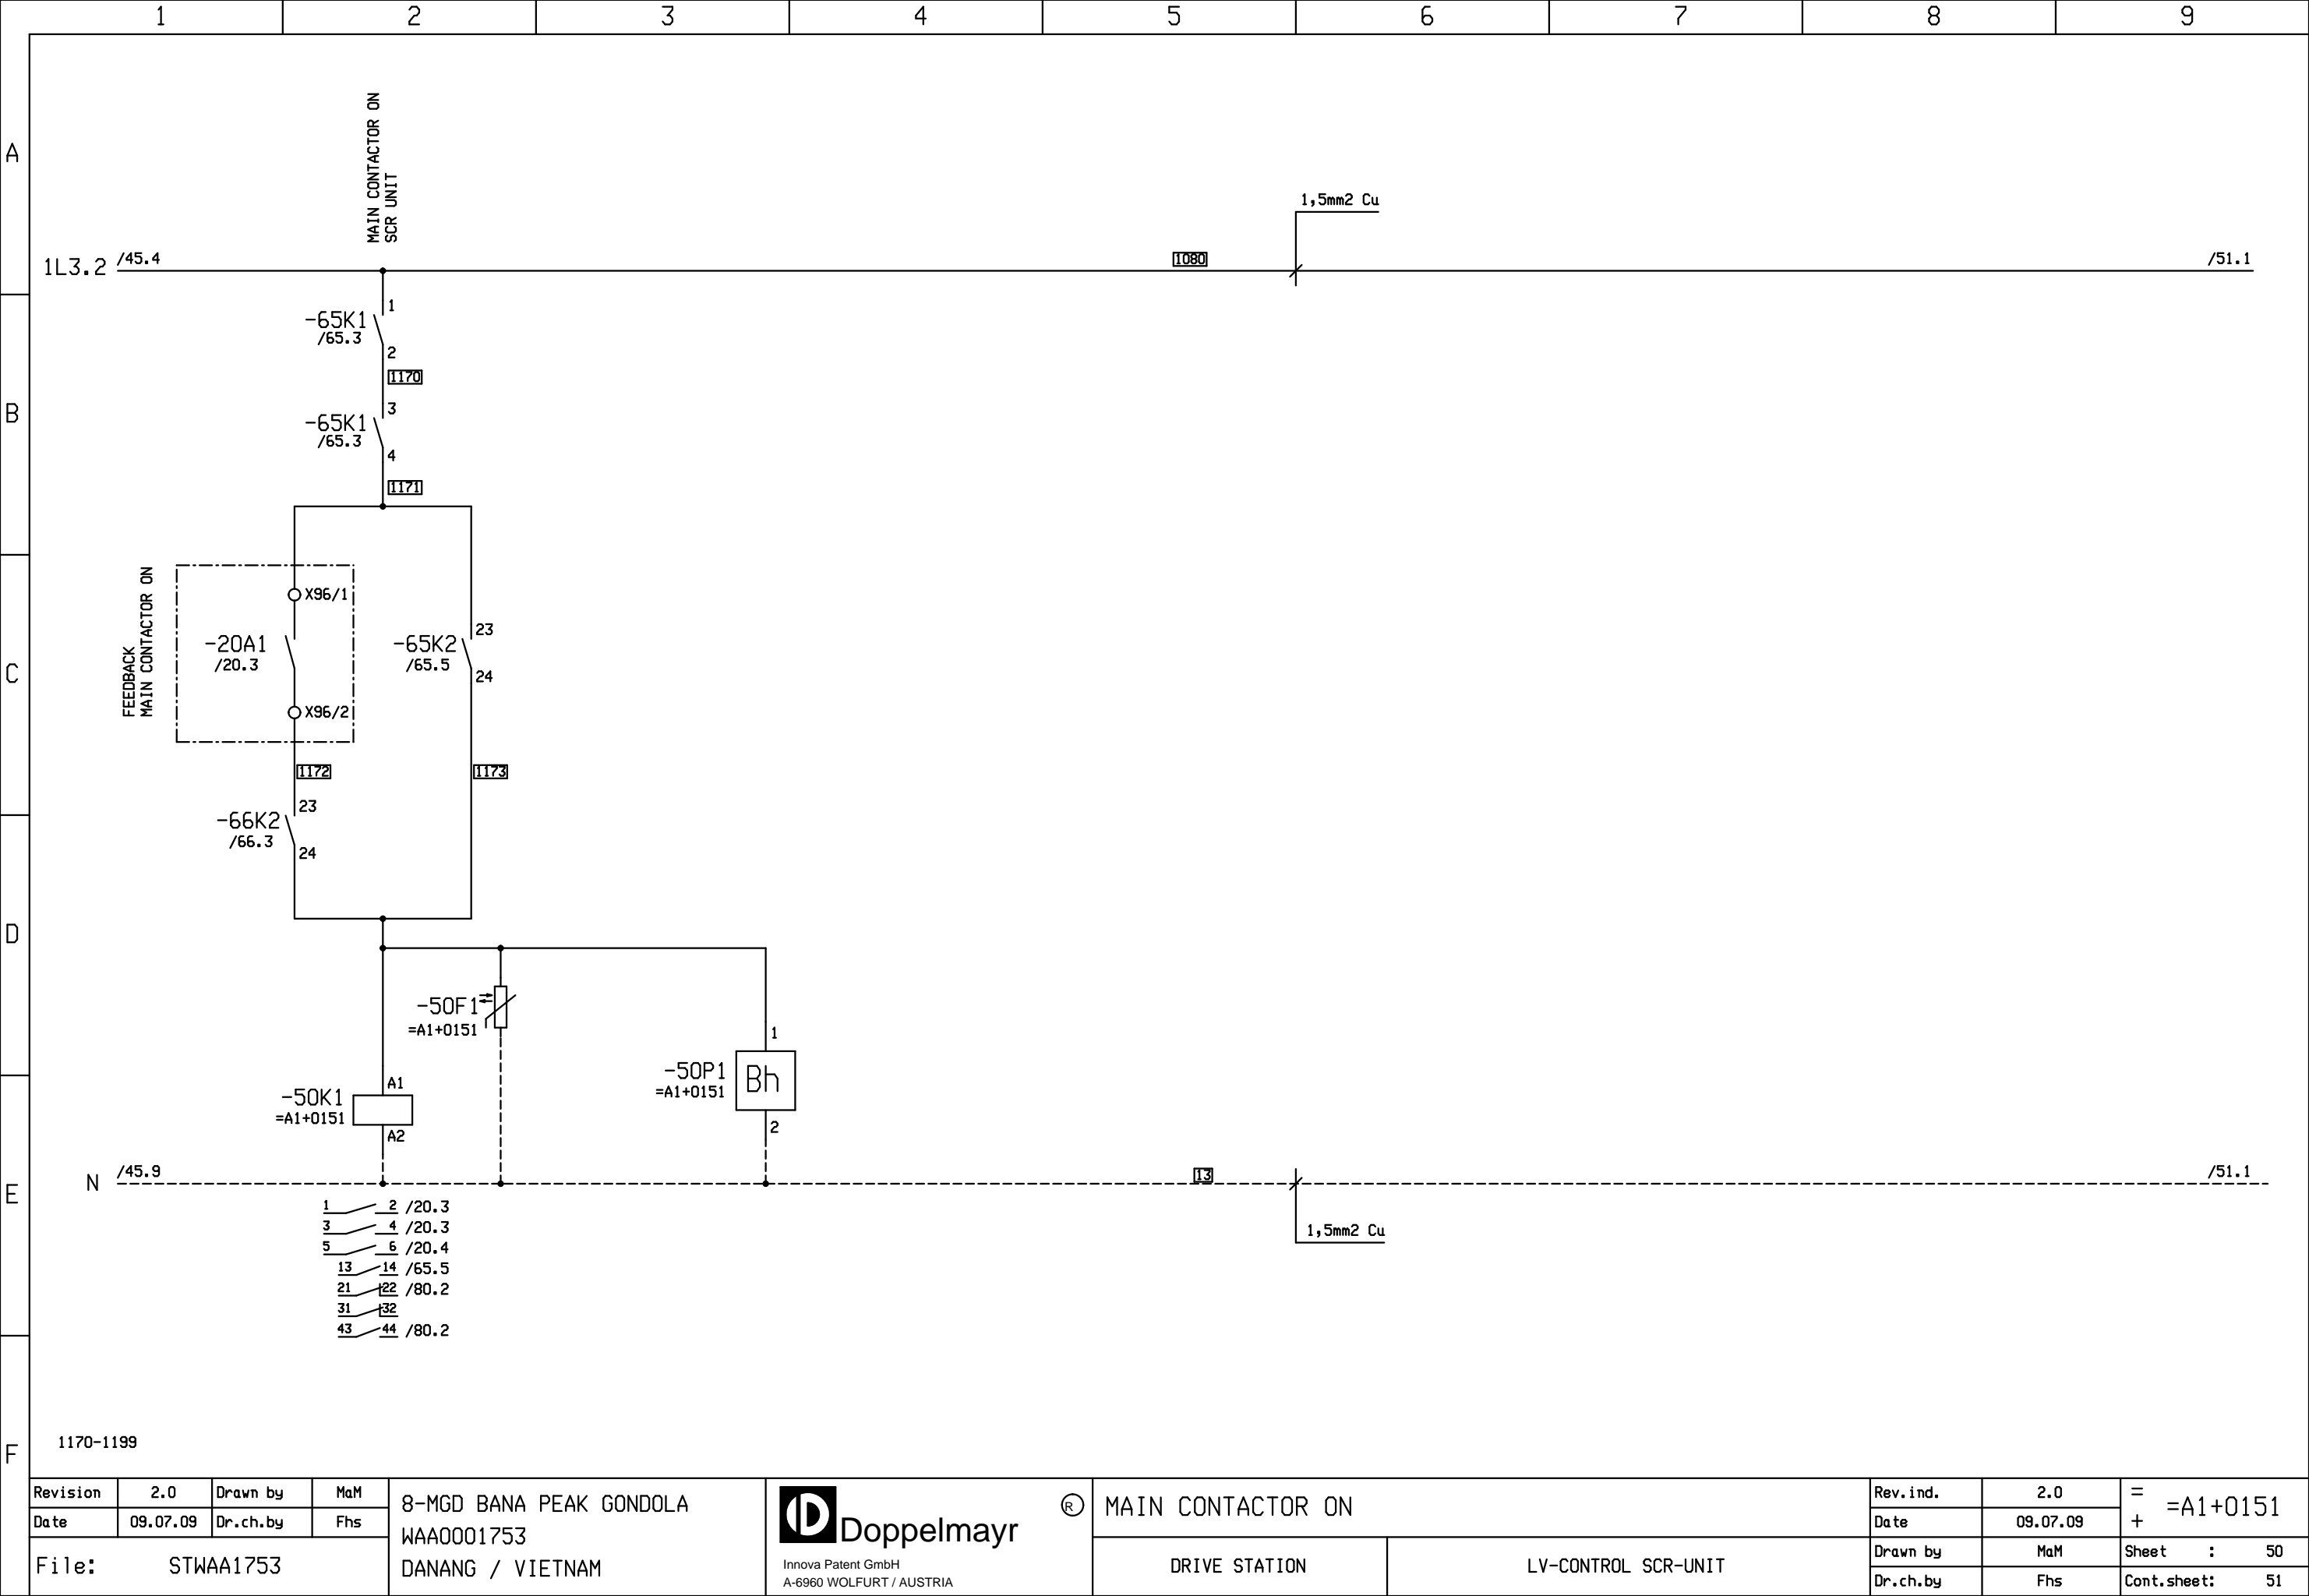 1 2 3 4 5 6 7 8 9
A
B
C
D
E
F
MAIN CONTACTOR ON
SCR UNIT
1,5mm2 Cu
1L3.2 /45.4
1080
/51.1
1
-65K1
/65.3
2
1170
3
-65K1
/65.3
4
1171
FEEDBACK
MAIN CONTACTOR ON
X96/1
-20A1
/20.3
X96/2
23
-65K2
/65.5
24
1172
1173
23
-66K2
/66.3
24
-50F1
=A1+0151
1
-50P1
=A1+0151
Bh
2
A1
-50K1
=A1+0151
A2
N /45.9
13
/51.1
1,5mm2 Cu
1 2 /20.3
3 4 /20.3
5 6 /20.4
13 14 /65.5
21 22 /80.2
31 32
43 44 /80.2
1170-1199
Revision 2.0 Drawn by MaM
Date 09.07.09 Dr.ch.by Fhs
File: STWAA1753
8-MGD BANA PEAK GONDOLA
WAA0001753
DANANG / VIETNAM
Doppelmayr
R
Innova Patent GmbH
A-6960 WOLFURT / AUSTRIA
MAIN CONTACTOR ON
DRIVE STATION
LV-CONTROL SCR-UNIT
Rev.ind. 2.0
Date 09.07.09
Drawn by MaM
Dr.ch.by Fhs
=
+
=A1+0151
Sheet : 50
Cont.sheet: 51